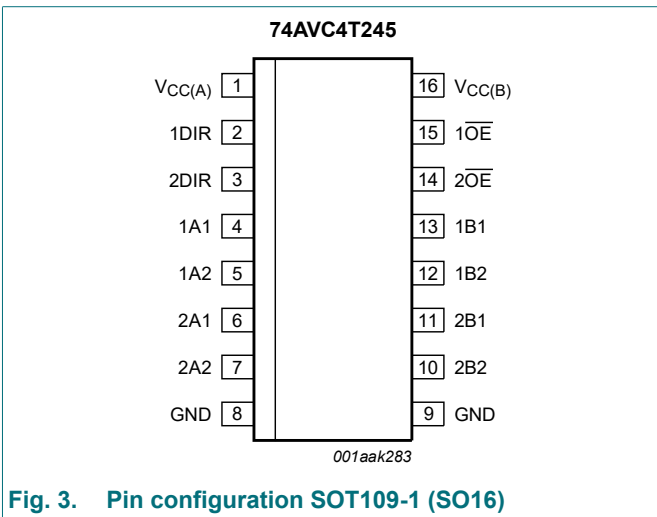 74AVC4T245
VCC(A) 1 16 VCC(B)
1DIR 2 15 1O̅E̅
2DIR 3 14 2O̅E̅
1A1 4 13 1B1
1A2 5 12 1B2
2A1 6 11 2B1
2A2 7 10 2B2
GND 8 9 GND
001aak283
Fig. 3. Pin configuration SOT109-1 (SO16)